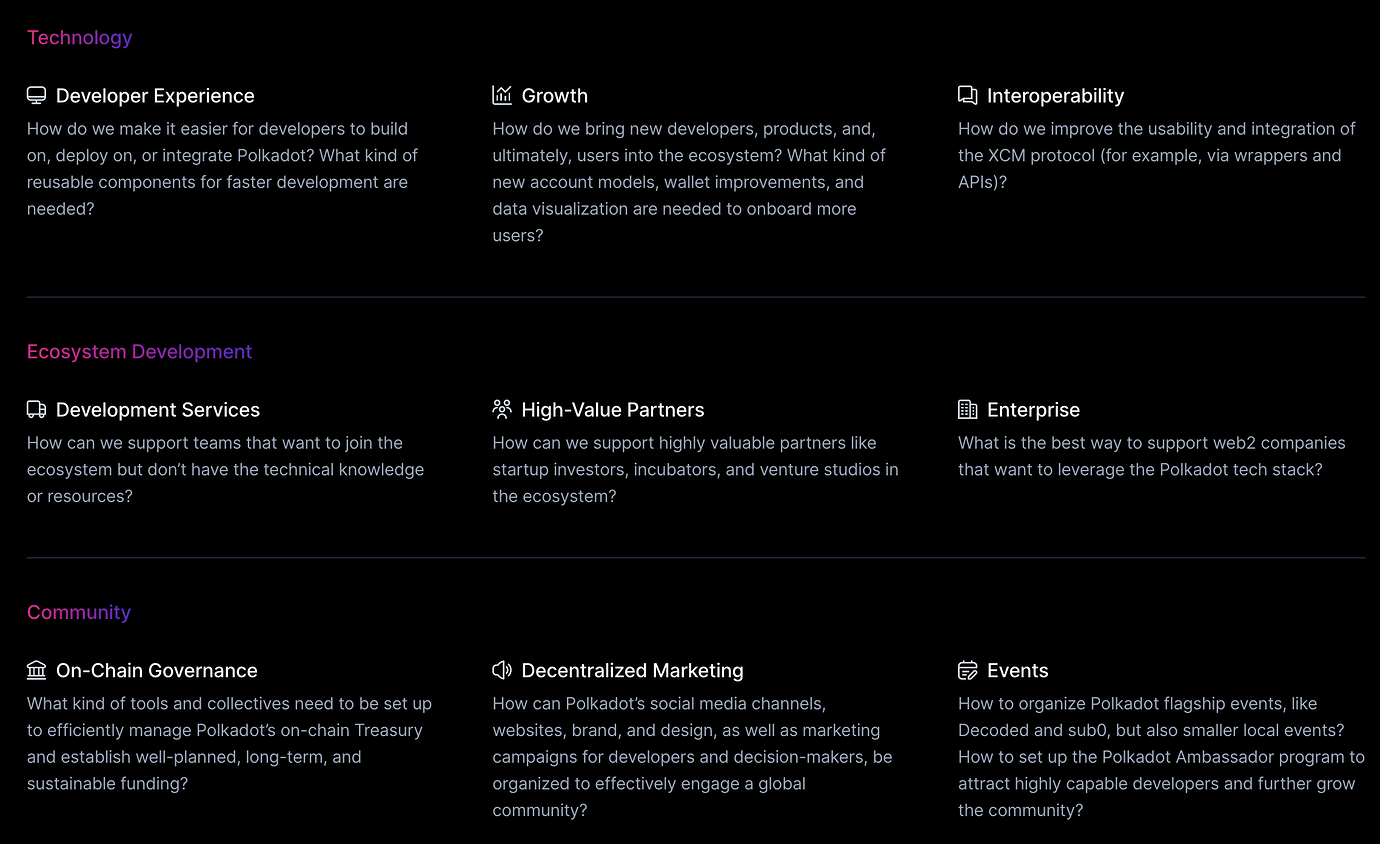 Technology
Developer Experience
How do we make it easier for developers to build
on, deploy on, or integrate Polkadot? What kind of
reusable components for faster development are
needed?
Growth
How do we bring new developers, products, and,
ultimately, users into the ecosystem? What kind of
new account models, wallet improvements, and
data visualization are needed to onboard more
users?
Interoperability
How do we improve the usability and integration of
the XCM protocol (for example, via wrappers and
APIs)?
Ecosystem Development
Development Services
How can we support teams that want to join the
ecosystem but don’t have the technical knowledge
or resources?
High-Value Partners
How can we support highly valuable partners like
startup investors, incubators, and venture studios in
the ecosystem?
Enterprise
What is the best way to support web2 companies
that want to leverage the Polkadot tech stack?
Community
On-Chain Governance
What kind of tools and collectives need to be set up
to efficiently manage Polkadot’s on-chain Treasury
and establish well-planned, long-term, and
sustainable funding?
Decentralized Marketing
How can Polkadot’s social media channels,
websites, brand, and design, as well as marketing
campaigns for developers and decision-makers, be
organized to effectively engage a global
community?
Events
How to organize Polkadot flagship events, like
Decoded and sub0, but also smaller local events?
How to set up the Polkadot Ambassador program to
attract highly capable developers and further grow
the community?